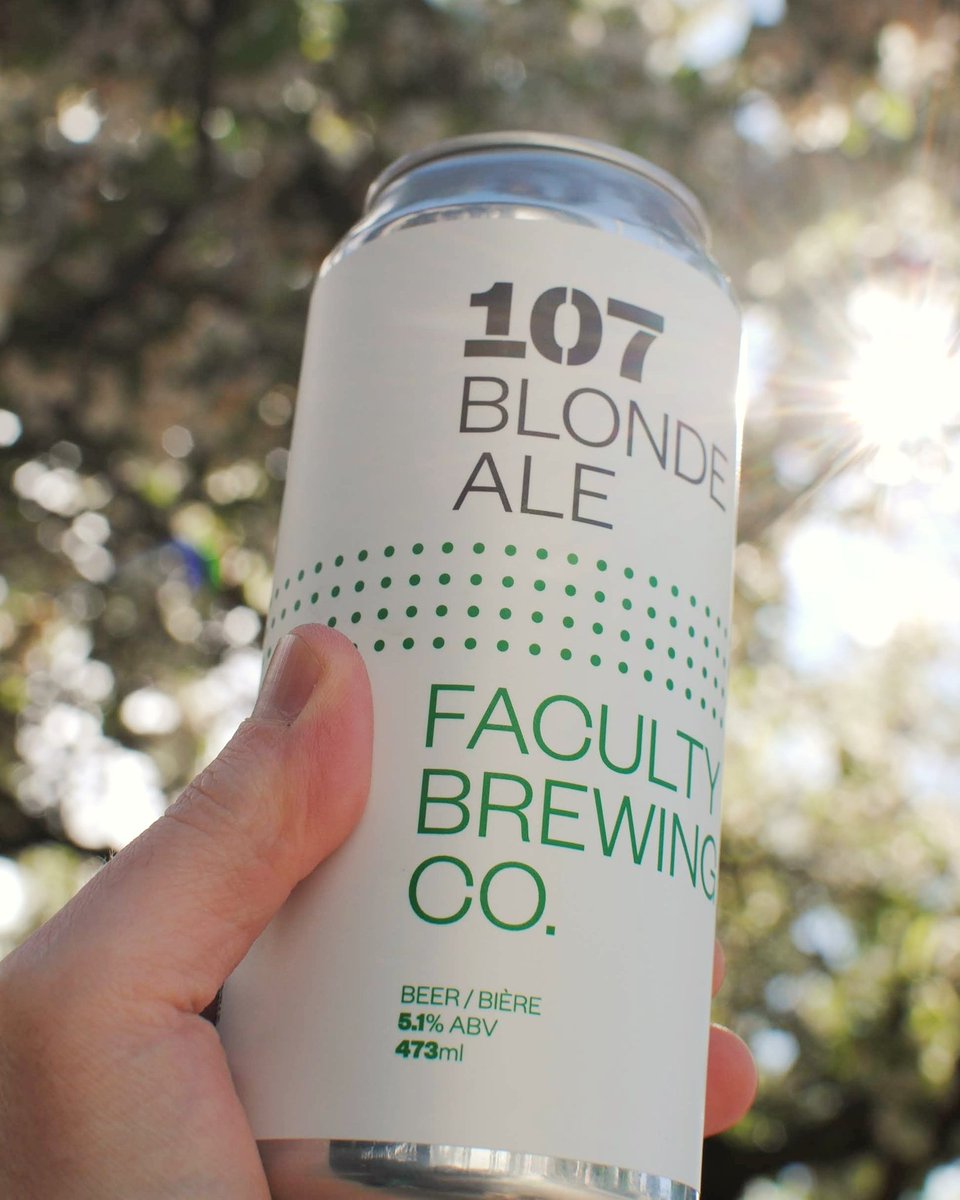 107
BLONDE
ALE
FACULTY
BREWING
CO.
BEER / BIÈRE
5.1% ABV
473ml